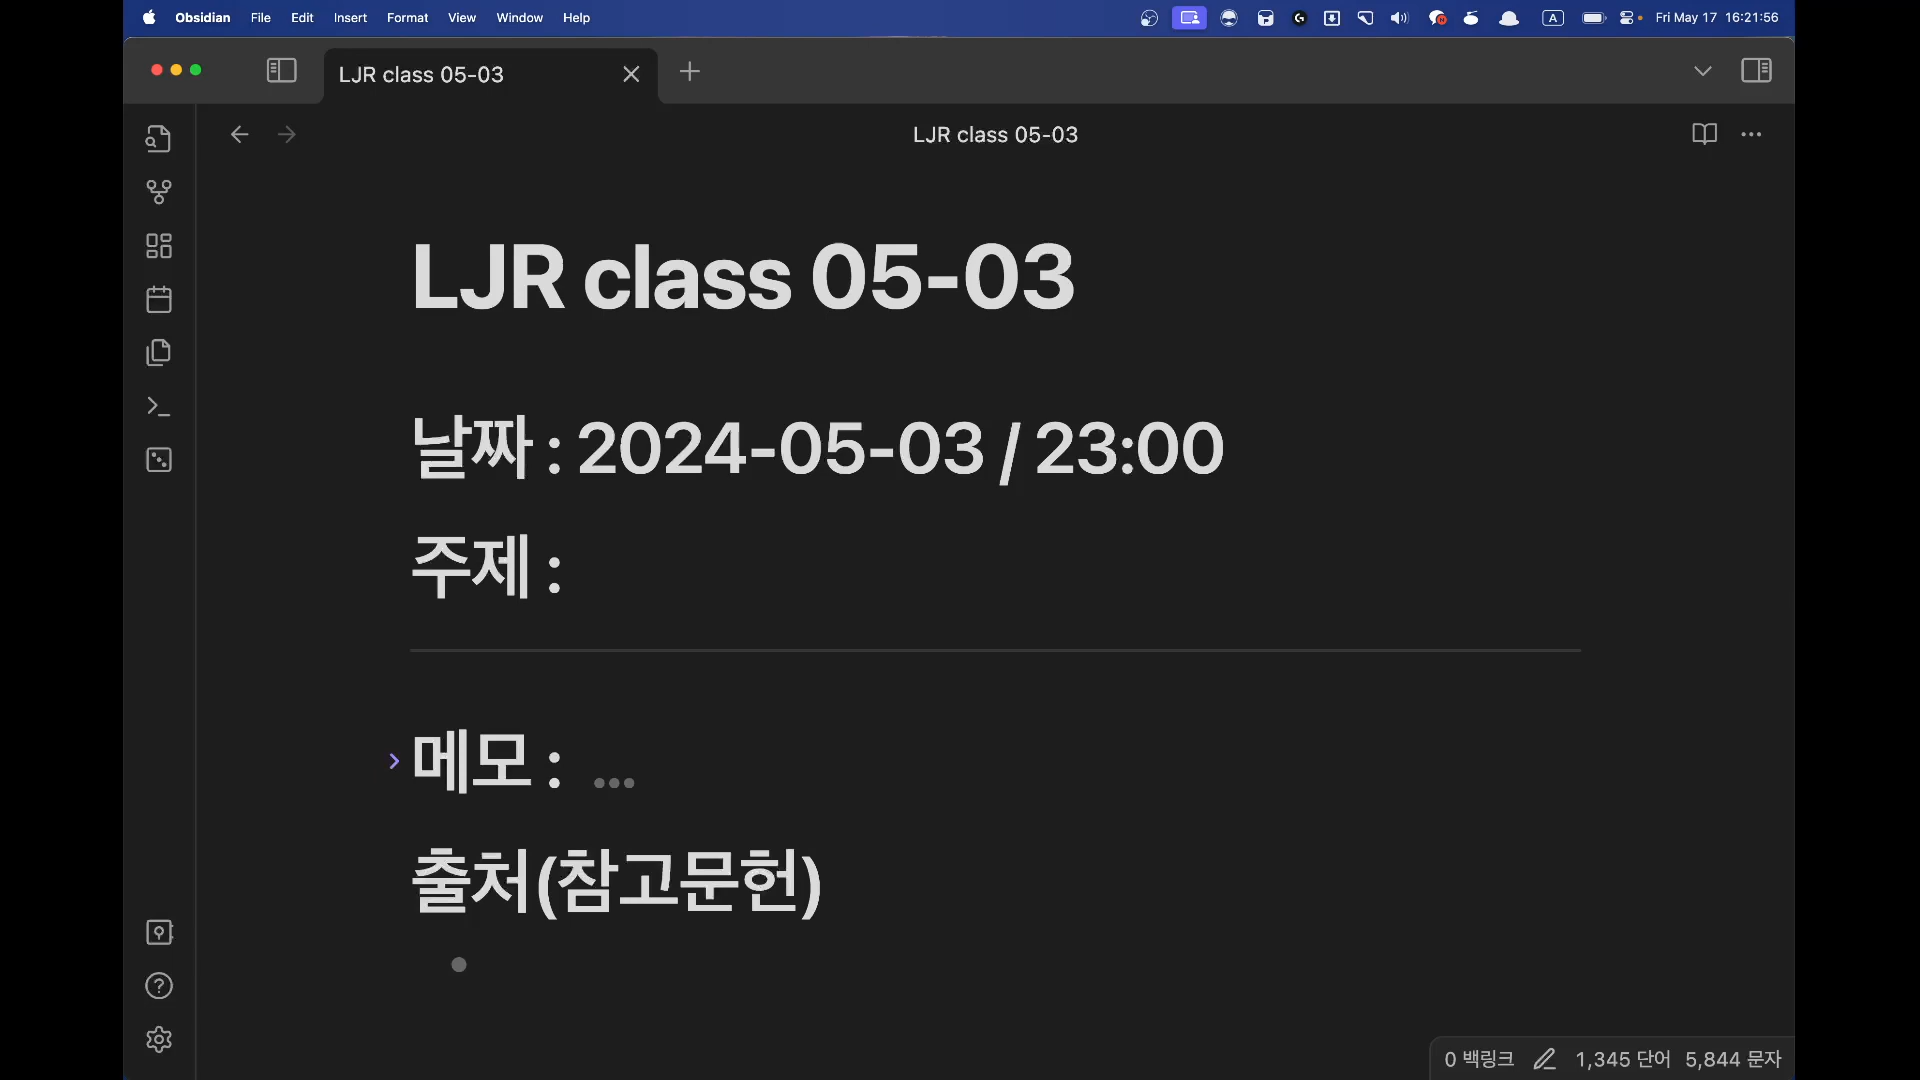 Obsidian File Edit Insert Format View Window Help A Fri May 17 16:21:56
LJR class 05-03
LJR class 05-03
LJR class 05-03
날짜 : 2024-05-03 / 23:00
주제 :
메모 : ...
출처(참고문헌)
0 백링크 1,345 단어 5,844 문자